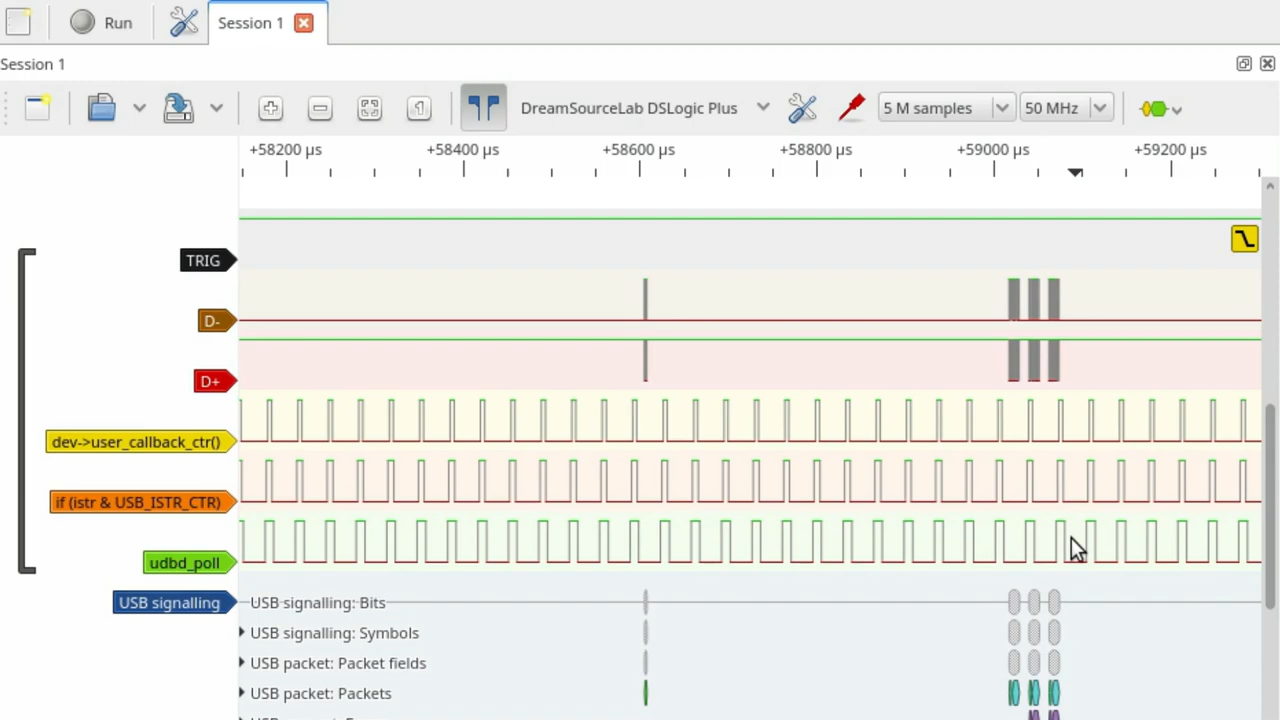 Run
Session 1
Session 1
DreamSourceLab DSLogic Plus
5 M samples
50 MHz
+58200 µs +58400 µs +58600 µs +58800 µs +59000 µs +59200 µs
TRIG
D-
D+
dev->user_callback_ctr()
if (istr & USB_ISTR_CTR)
udbd_poll
USB signalling
USB signalling: Bits
USB signalling: Symbols
USB packet: Packet fields
USB packet: Packets